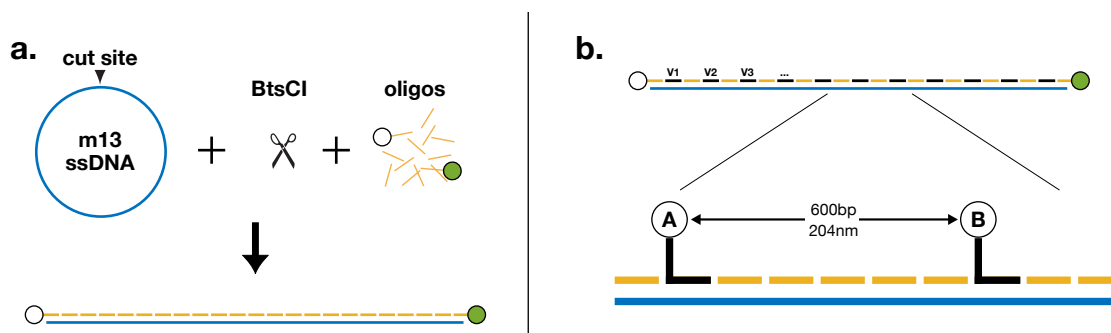 a.
cut site
m13
ssDNA
BtsCI
oligos
b.
V1 V2 V3 ...
A
600bp
204nm
B